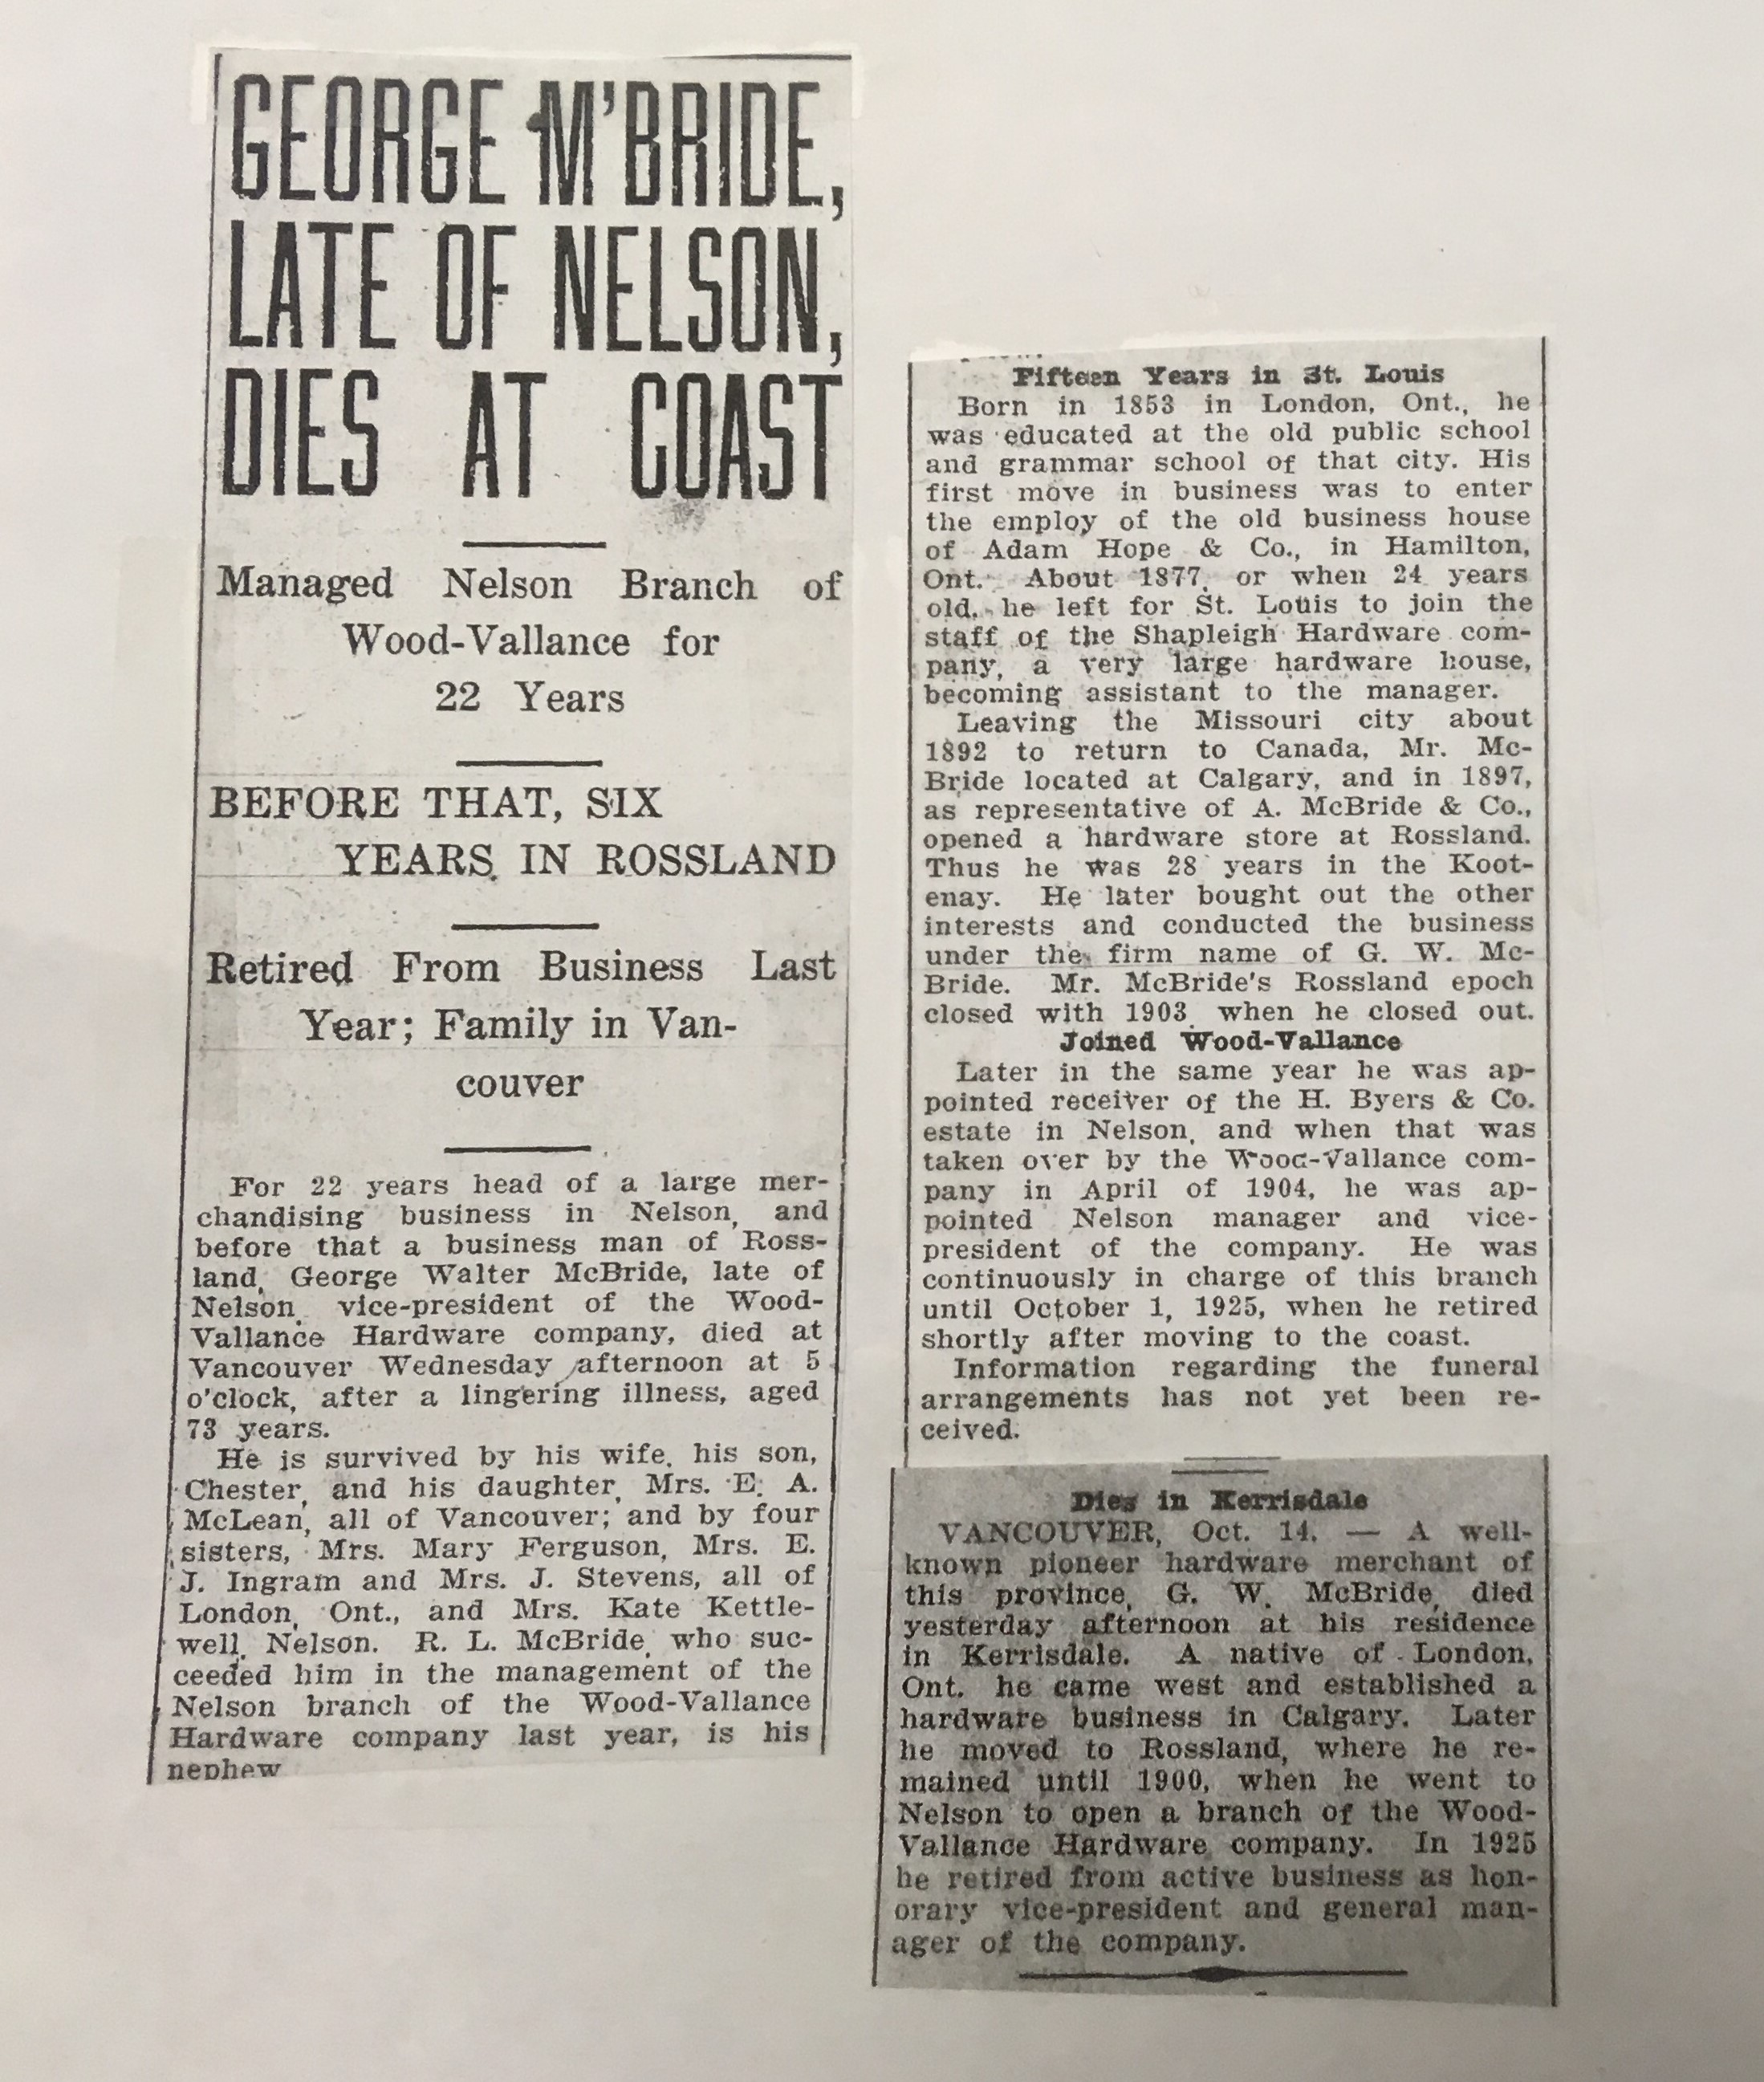 GEORGE M'BRIDE,
LATE OF NELSON,
DIES AT COAST
Managed Nelson Branch of
Wood-Vallance for
22 Years
BEFORE THAT, SIX
YEARS IN ROSSLAND
Retired From Business Last
Year; Family in Van-
couver
For 22 years head of a large mer-
chandising business in Nelson, and
before that a business man of Ross-
land, George Walter McBride, late of
Nelson, vice-president of the Wood-
Vallance Hardware company, died at
Vancouver Wednesday afternoon at 5
o'clock, after a lingering illness, aged
73 years.
He is survived by his wife, his son,
Chester, and his daughter, Mrs. E. A.
McLean, all of Vancouver; and by four
sisters, Mrs. Mary Ferguson, Mrs. E.
J. Ingram and Mrs. J. Stevens, all of
London, Ont., and Mrs. Kate Kettle-
well, Nelson. R. L. McBride, who suc-
ceeded him in the management of the
Nelson branch of the Wood-Vallance
Hardware company last year, is his
nephew
Fifteen Years in St. Louis
Born in 1853 in London, Ont., he
was educated at the old public school
and grammar school of that city. His
first move in business was to enter
the employ of the old business house
of Adam Hope & Co., in Hamilton,
Ont. About 1877, or when 24 years
old, he left for St. Louis to join the
staff of the Shapleigh Hardware com-
pany, a very large hardware house,
becoming assistant to the manager.
Leaving the Missouri city about
1892 to return to Canada, Mr. Mc-
Bride located at Calgary, and in 1897,
as representative of A. McBride & Co.,
opened a hardware store at Rossland.
Thus he was 28 years in the Koot-
enay. He later bought out the other
interests and conducted the business
under the firm name of G. W. Mc-
Bride. Mr. McBride's Rossland epoch
closed with 1903, when he closed out.
Joined Wood-Vallance
Later in the same year he was ap-
pointed receiver of the H. Byers & Co.
estate in Nelson, and when that was
taken over by the Wood-Vallance com-
pany in April of 1904, he was ap-
pointed Nelson manager and vice-
president of the company. He was
continuously in charge of this branch
until October 1, 1925, when he retired
shortly after moving to the coast.
Information regarding the funeral
arrangements has not yet been re-
ceived.
Dies in Kerrisdale
VANCOUVER, Oct. 14. — A well-
known pioneer hardware merchant of
this province, G. W. McBride, died
yesterday afternoon at his residence
in Kerrisdale. A native of London,
Ont. he came west and established a
hardware business in Calgary. Later
he moved to Rossland, where he re-
mained until 1900, when he went to
Nelson to open a branch of the Wood-
Vallance Hardware company. In 1925
he retired from active business as hon-
orary vice-president and general man-
ager of the company.